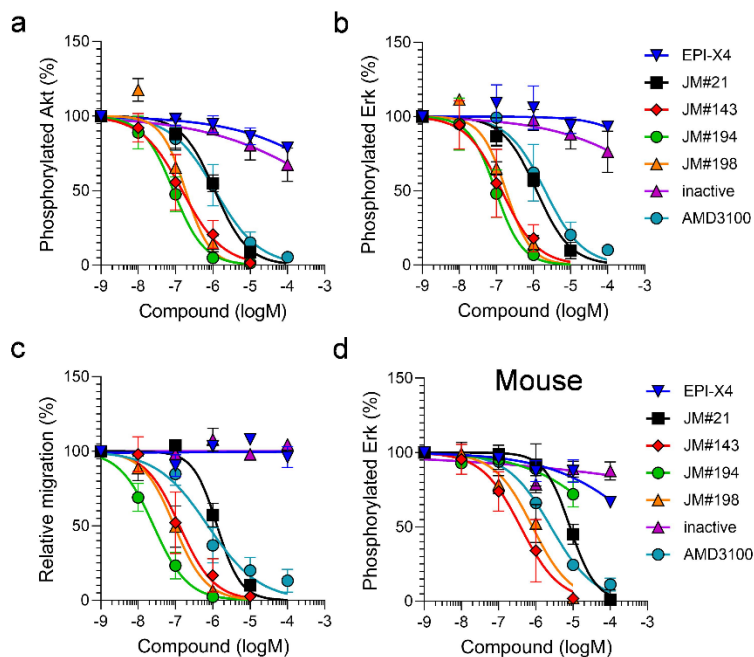 a
Phosphorylated Akt (%)
150
100
50
0
-9 -8 -7 -6 -5 -4 -3
Compound (logM)
b
Phosphorylated Erk (%)
150
100
50
0
-9 -8 -7 -6 -5 -4 -3
Compound (logM)
EPI-X4
JM#21
JM#143
JM#194
JM#198
inactive
AMD3100
c
Relative migration (%)
150
100
50
0
-9 -8 -7 -6 -5 -4 -3
Compound (logM)
d
Mouse
Phosphorylated Erk (%)
150
100
50
0
-9 -8 -7 -6 -5 -4 -3
Compound (logM)
EPI-X4
JM#21
JM#143
JM#194
JM#198
inactive
AMD3100